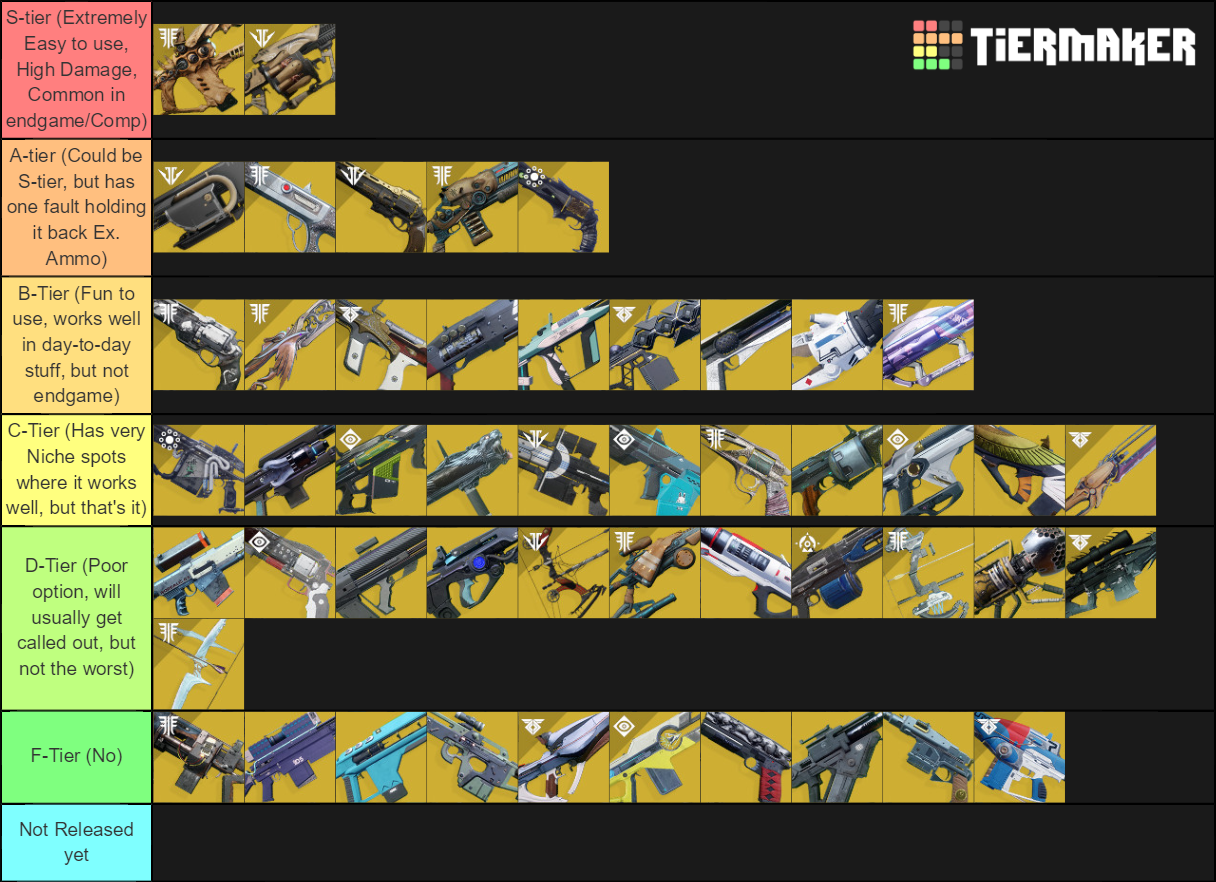 S-tier (Extremely
Easy to use,
High Damage,
Common in
endgame/Comp)
TiERMAKER
A-tier (Could be
S-tier, but has
one fault holding
it back Ex.
Ammo)
B-Tier (Fun to
use, works well
in day-to-day
stuff, but not
endgame)
C-Tier (Has very
Niche spots
where it works
well, but that's it)
D-Tier (Poor
option, will
usually get
called out, but
not the worst)
F-Tier (No)
Not Released
yet